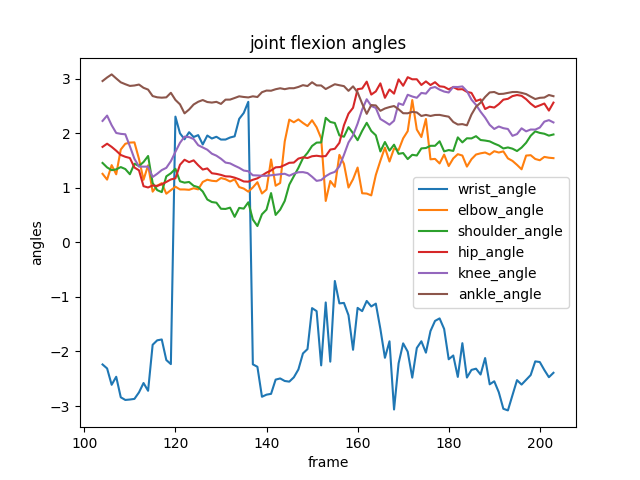 joint flexion angles
angles
3
2
1
0
−1
−2
−3
wrist_angle
elbow_angle
shoulder_angle
hip_angle
knee_angle
ankle_angle
100
120
140
160
180
200
frame